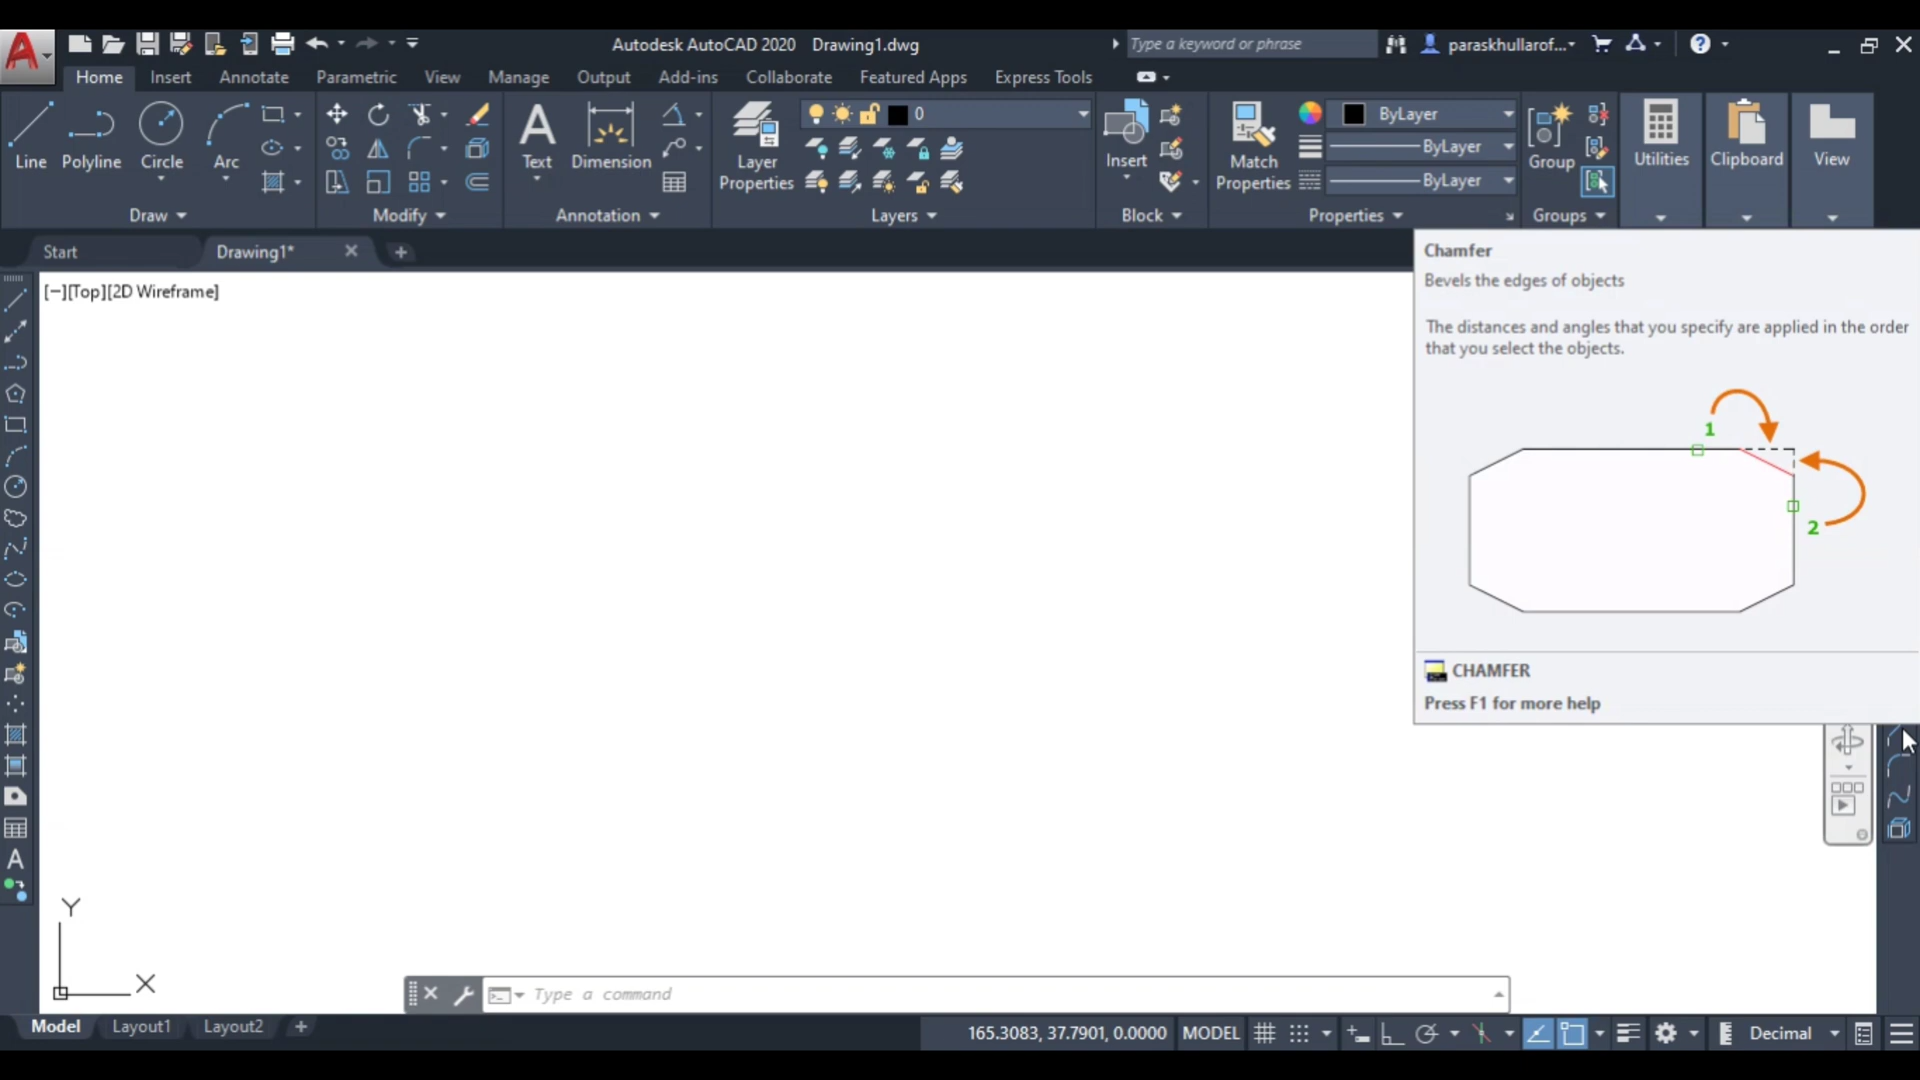 Autodesk AutoCAD 2020 Drawing1.dwg
Type a keyword or phrase
paraskhullarof...
Home Insert Annotate Parametric View Manage Output Add-ins Collaborate Featured Apps Express Tools
Line Polyline Circle Arc
Text Dimension
Layer Properties
0
Insert
Match Properties
ByLayer
ByLayer
ByLayer
Group
Utilities
Clipboard
View
Draw Modify Annotation Layers Block Properties Groups
Start
Drawing1*
[−][Top][2D Wireframe]
Chamfer
Bevels the edges of objects
The distances and angles that you specify are applied in the order
that you select the objects.
1
2
CHAMFER
Press F1 for more help
A
Y
X
Type a command
Model Layout1 Layout2
165.3083, 37.7901, 0.0000 MODEL
Decimal